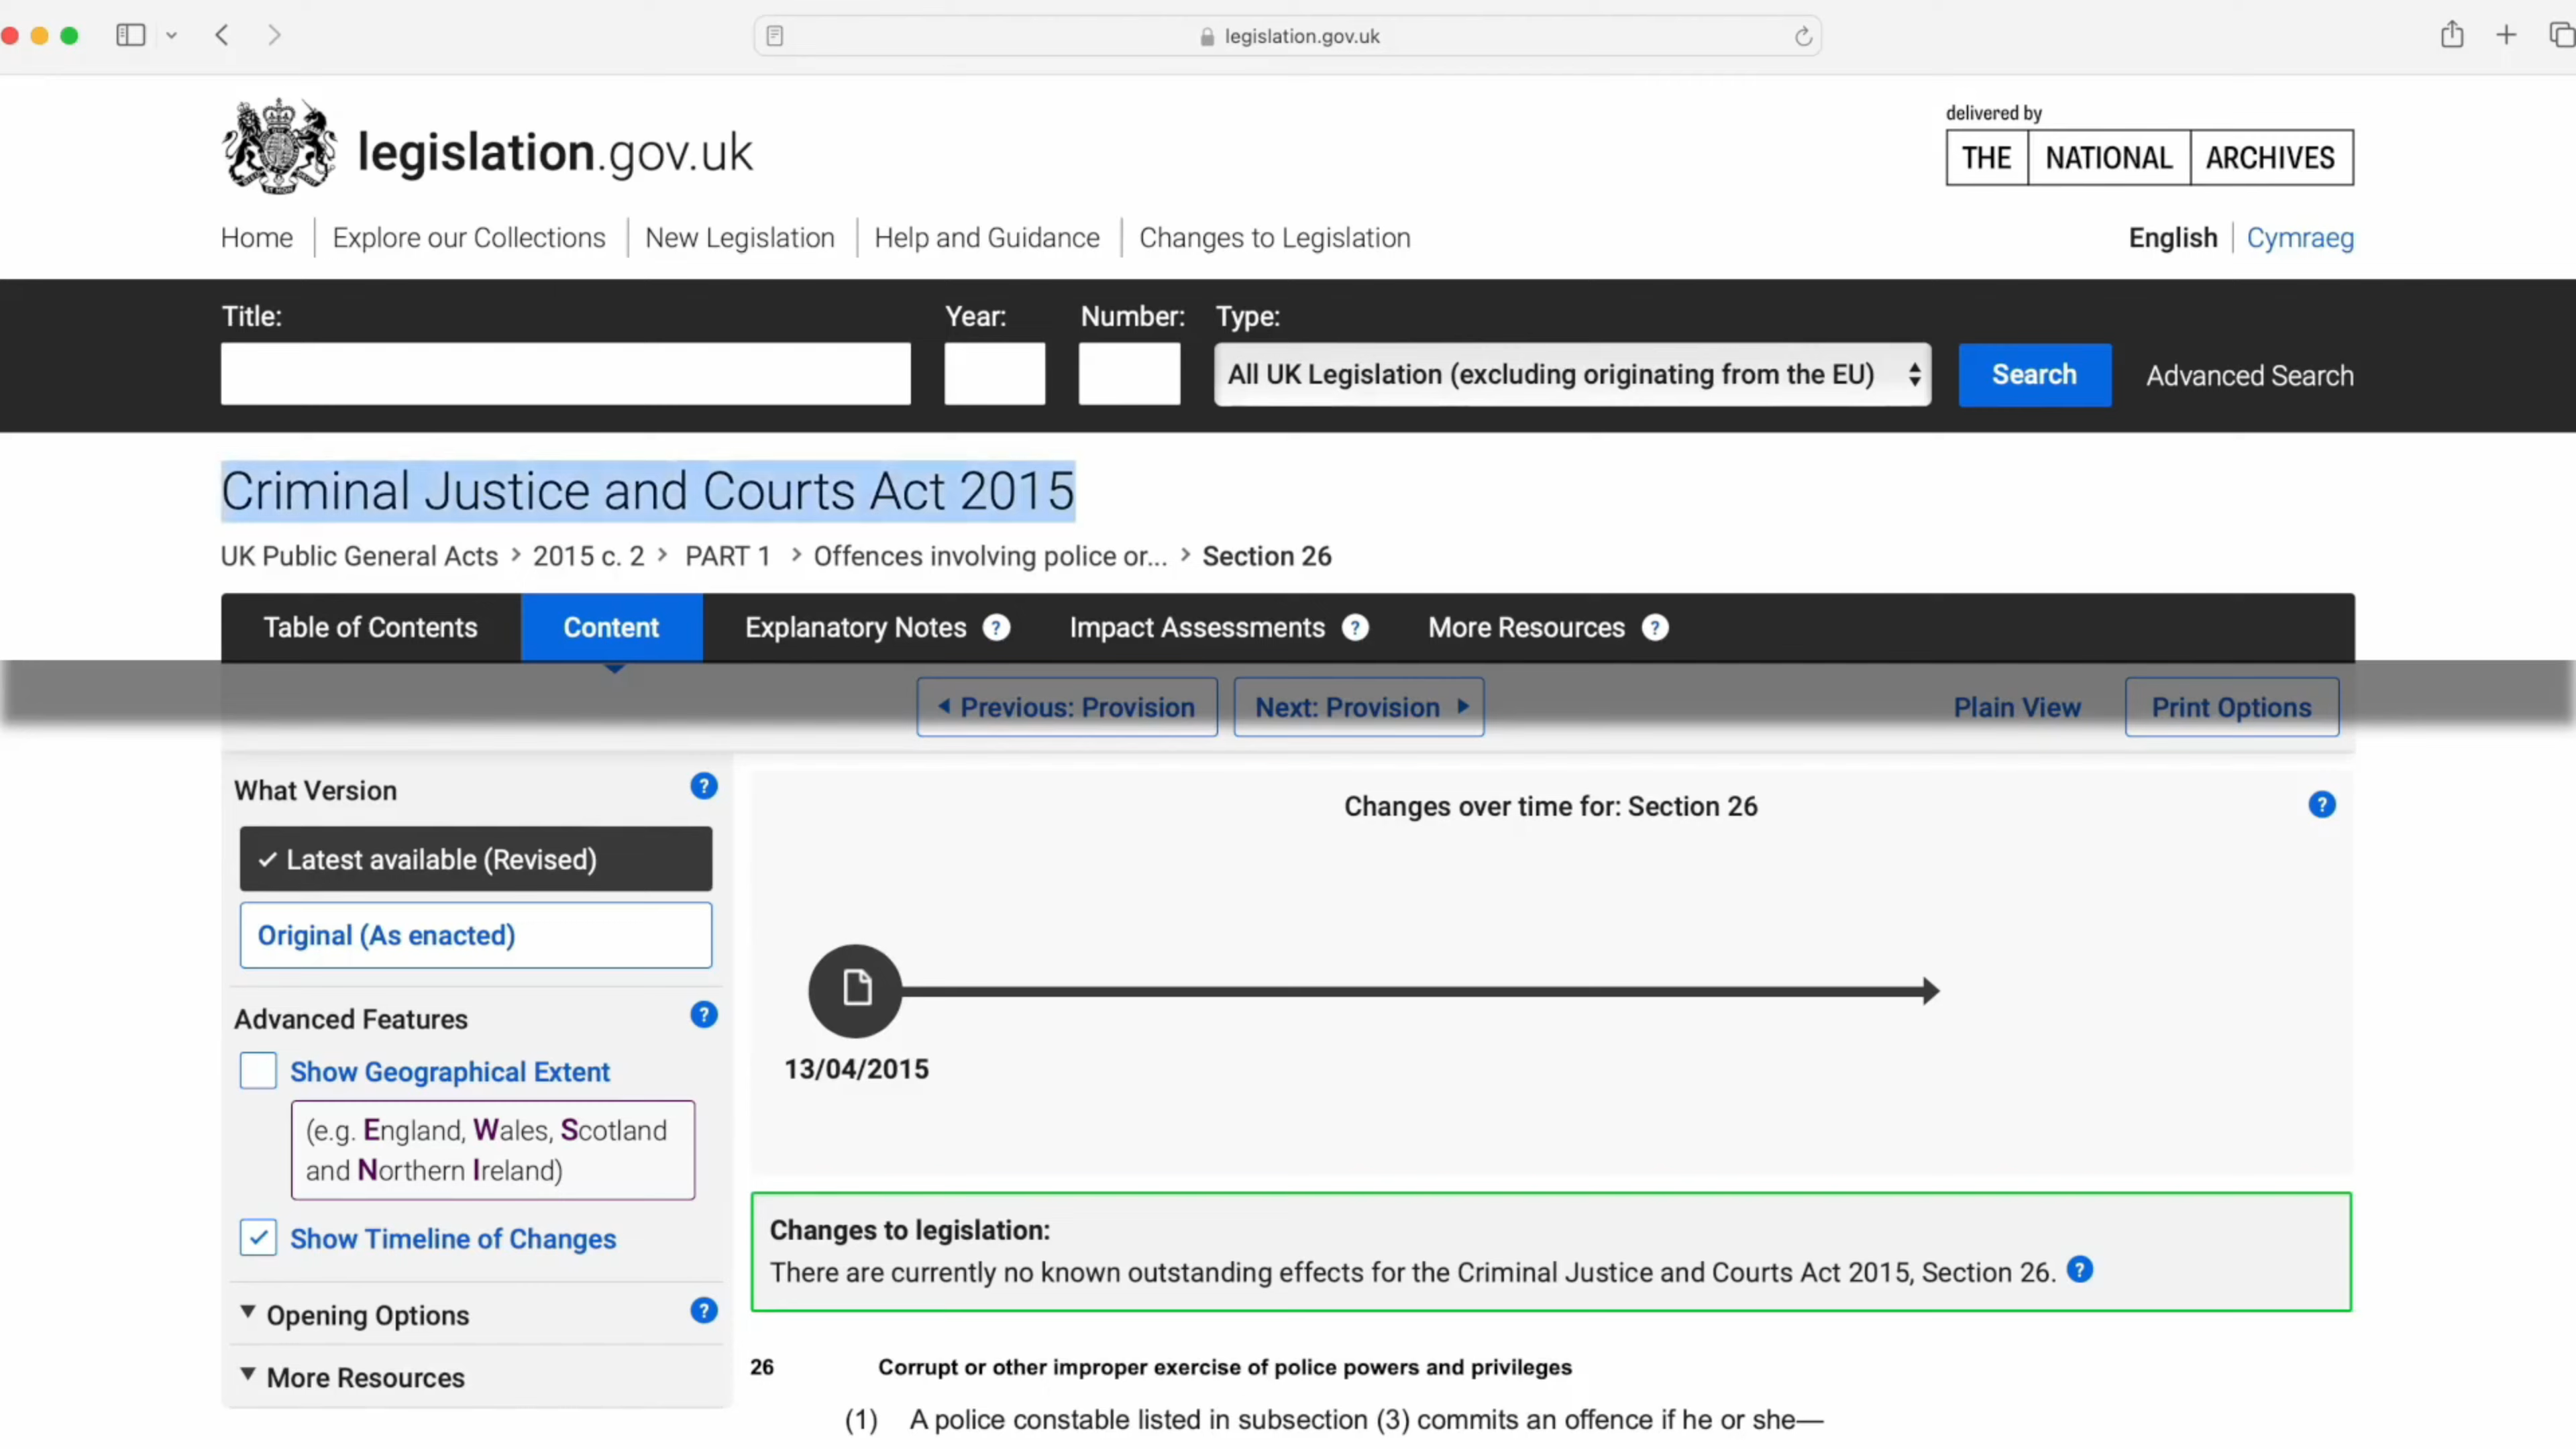 legislation.gov.uk
legislation.gov.uk
delivered by
THE NATIONAL ARCHIVES
Home
Explore our Collections
New Legislation
Help and Guidance
Changes to Legislation
English
Cymraeg
Title:
Year:
Number:
Type:
All UK Legislation (excluding originating from the EU)
Search
Advanced Search
Criminal Justice and Courts Act 2015
UK Public General Acts > 2015 c. 2 > PART 1 > Offences involving police or... > Section 26
Table of Contents
Content
Explanatory Notes ?
Impact Assessments ?
More Resources ?
Previous: Provision
Next: Provision
Plain View
Print Options
What Version ?
Latest available (Revised)
Original (As enacted)
Advanced Features ?
Show Geographical Extent
(e.g. England, Wales, Scotland
and Northern Ireland)
Show Timeline of Changes
Opening Options ?
More Resources
Changes over time for: Section 26 ?
13/04/2015
Changes to legislation:
There are currently no known outstanding effects for the Criminal Justice and Courts Act 2015, Section 26. ?
26 Corrupt or other improper exercise of police powers and privileges
(1) A police constable listed in subsection (3) commits an offence if he or she—